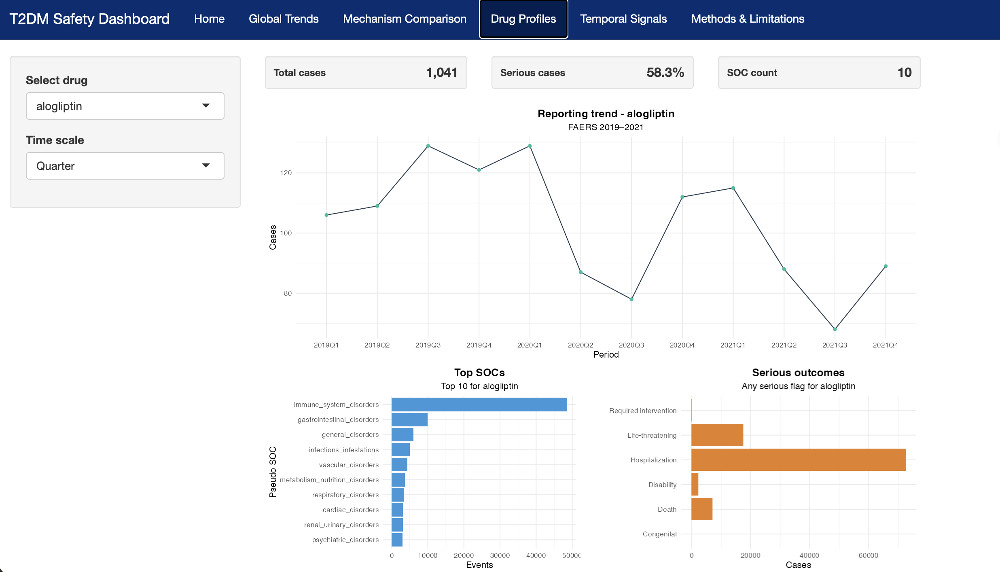 T2DM Safety Dashboard
Home
Global Trends
Mechanism Comparison
Drug Profiles
Temporal Signals
Methods & Limitations
Select drug
alogliptin
Time scale
Quarter
Total cases 1,041
Serious cases 58.3%
SOC count 10
Reporting trend - alogliptin
FAERS 2019–2021
Cases
120
100
80
2019Q1 2019Q2 2019Q3 2019Q4 2020Q1 2020Q2 2020Q3 2020Q4 2021Q1 2021Q2 2021Q3 2021Q4
Period
Top SOCs
Top 10 for alogliptin
Pseudo SOC
immune_system_disorders
gastrointestinal_disorders
general_disorders
infections_infestations
vascular_disorders
metabolism_nutrition_disorders
respiratory_disorders
cardiac_disorders
renal_urinary_disorders
psychiatric_disorders
0 10000 20000 30000 40000 5000
Events
Serious outcomes
Any serious flag for alogliptin
Required intervention
Life-threatening
Hospitalization
Disability
Death
Congenital
0 20000 40000 60000
Cases